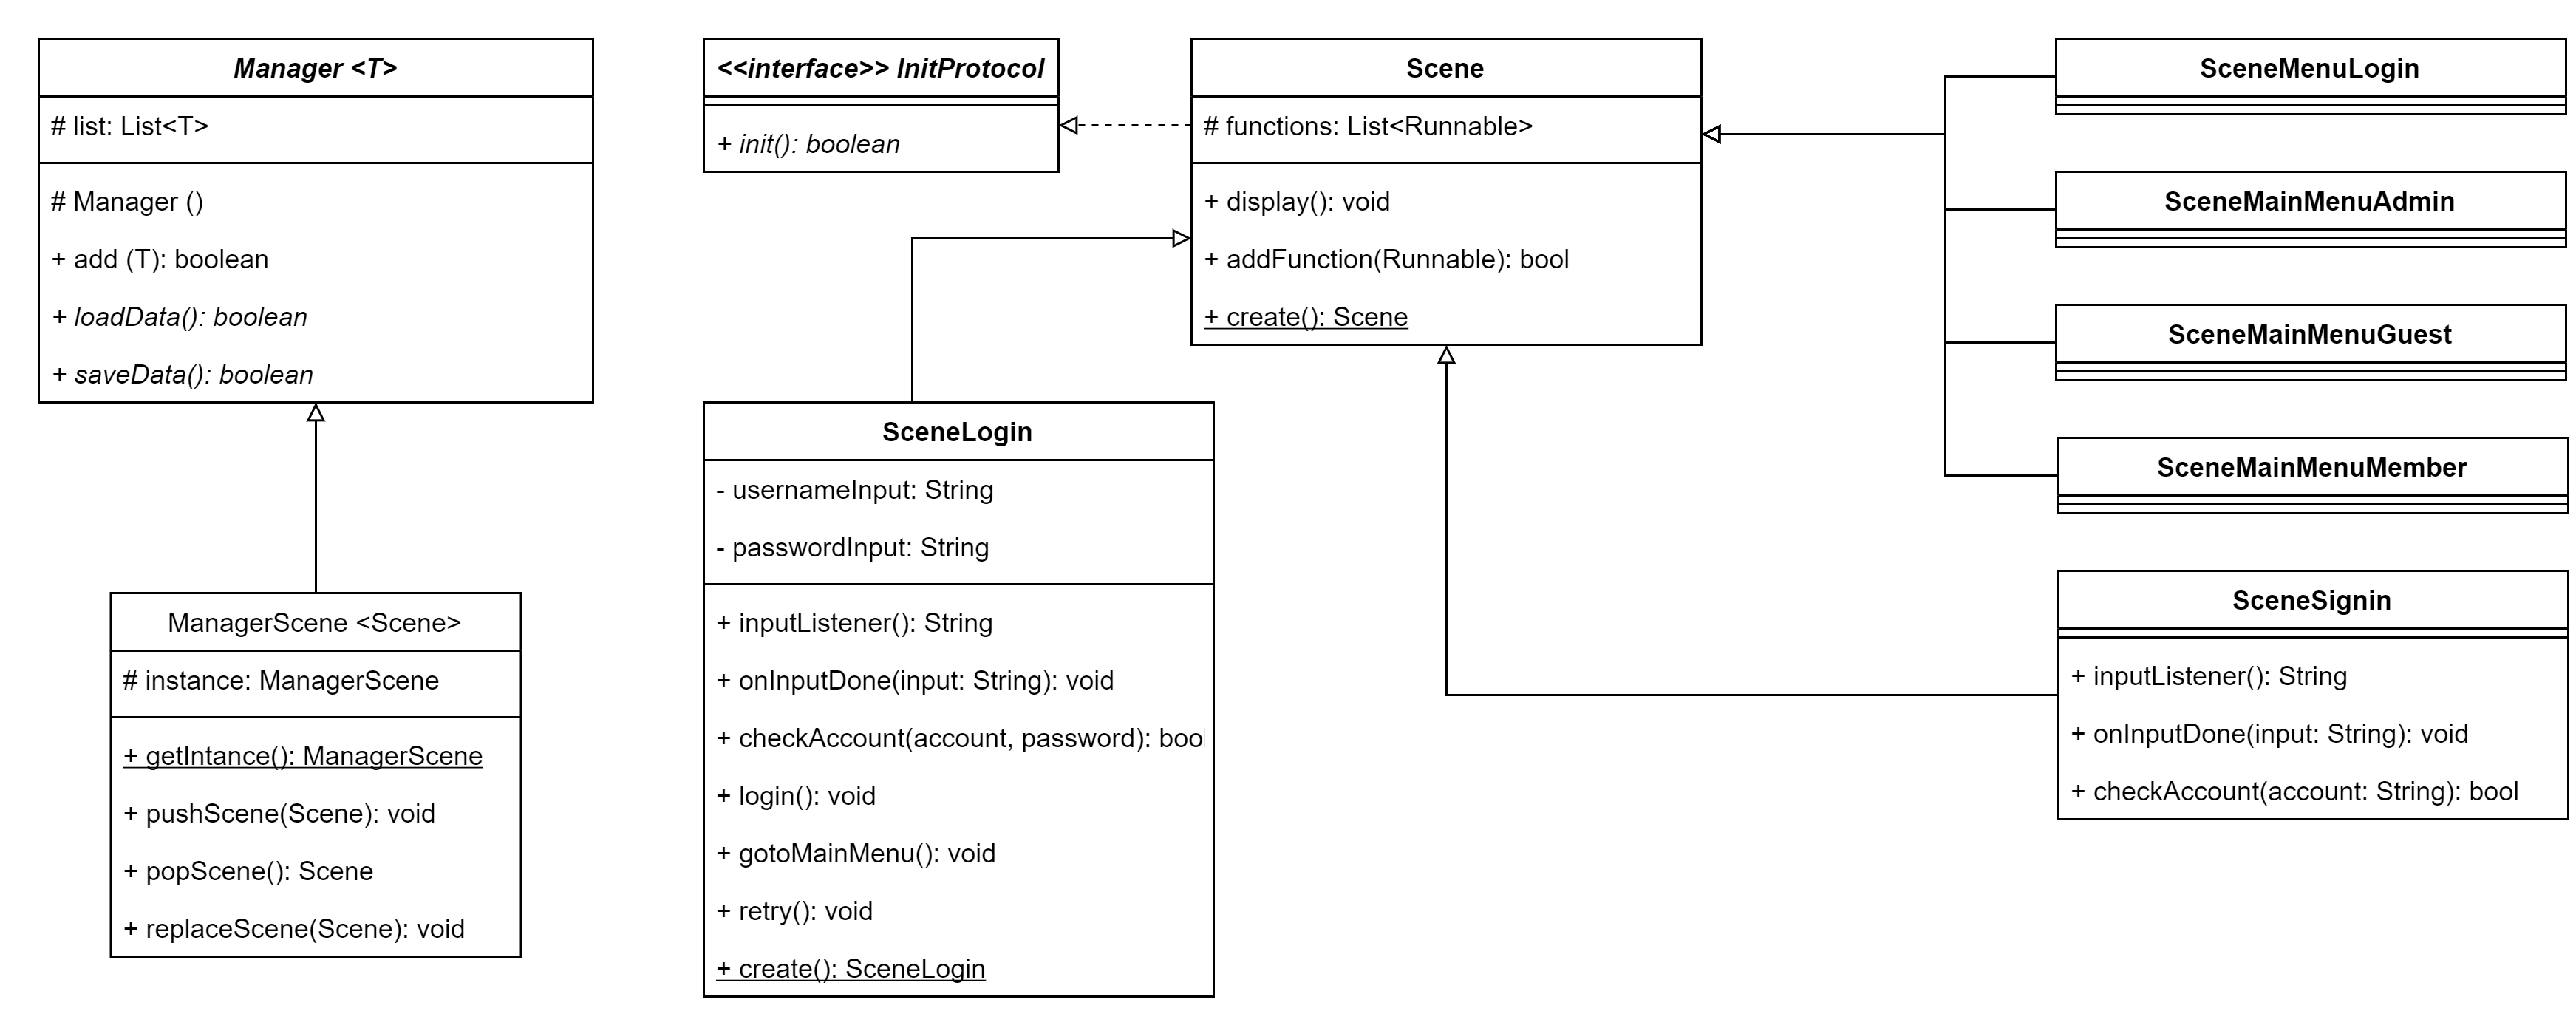 Manager <T>
# list: List<T>
# Manager ()
+ add (T): boolean
+ loadData(): boolean
+ saveData(): boolean
ManagerScene <Scene>
# instance: ManagerScene
+ getIntance(): ManagerScene
+ pushScene(Scene): void
+ popScene(): Scene
+ replaceScene(Scene): void
<<interface>> InitProtocol
+ init(): boolean
Scene
# functions: List<Runnable>
+ display(): void
+ addFunction(Runnable): bool
+ create(): Scene
SceneLogin
- usernameInput: String
- passwordInput: String
+ inputListener(): String
+ onInputDone(input: String): void
+ checkAccount(account, password): boo
+ login(): void
+ gotoMainMenu(): void
+ retry(): void
+ create(): SceneLogin
SceneMenuLogin
SceneMainMenuAdmin
SceneMainMenuGuest
SceneMainMenuMember
SceneSignin
+ inputListener(): String
+ onInputDone(input: String): void
+ checkAccount(account: String): bool